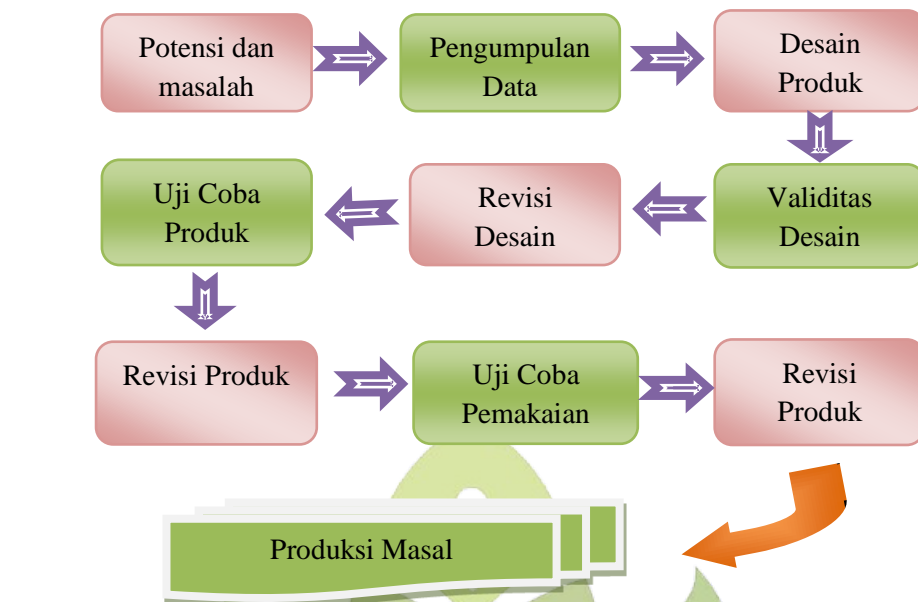 Potensi dan
masalah
Pengumpulan
Data
Desain
Produk
Validitas
Desain
Revisi
Desain
Uji Coba
Produk
Revisi Produk
Uji Coba
Pemakaian
Revisi
Produk
Produksi Masal